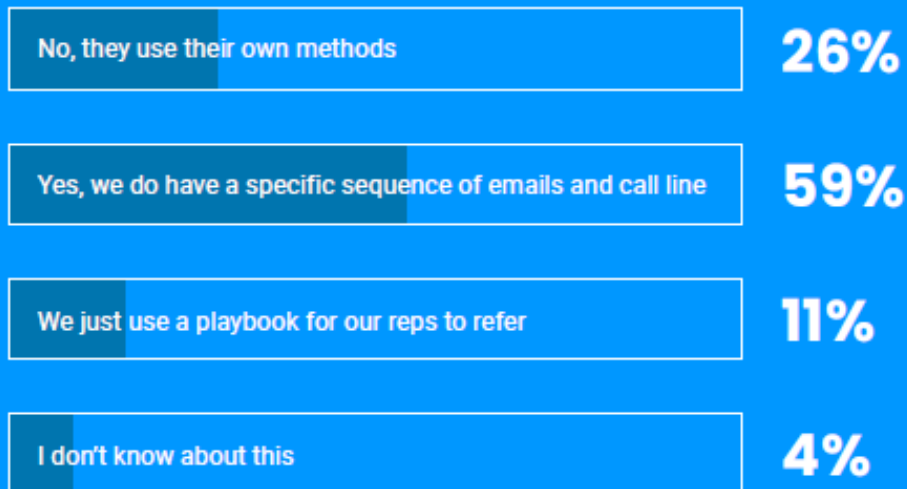 No, they use their own methods 26%
Yes, we do have a specific sequence of emails and call line 59%
We just use a playbook for our reps to refer 11%
I don't know about this 4%